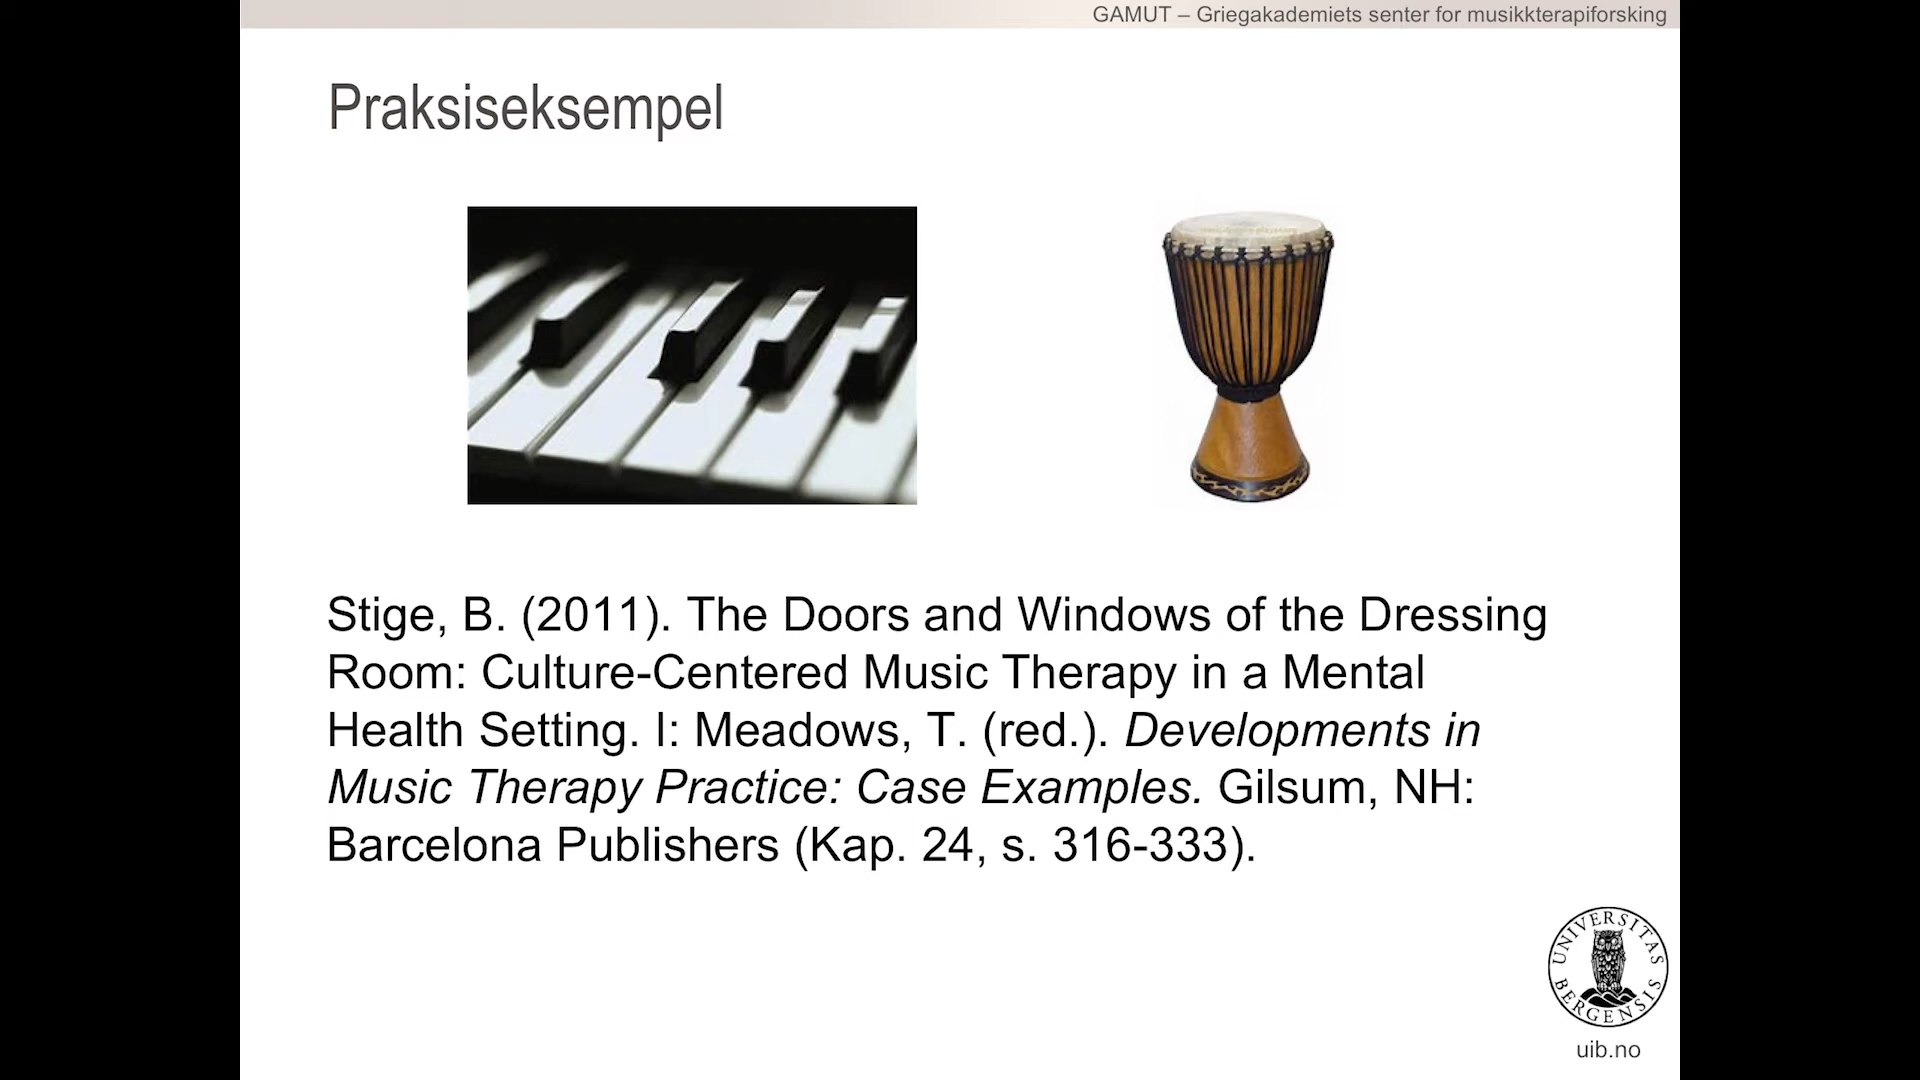 GAMUT – Griegakademiets senter for musikkterapiforsking
Praksiseksempel
Stige, B. (2011). The Doors and Windows of the Dressing
Room: Culture-Centered Music Therapy in a Mental
Health Setting. I: Meadows, T. (red.). Developments in
Music Therapy Practice: Case Examples. Gilsum, NH:
Barcelona Publishers (Kap. 24, s. 316-333).
UNIVERSITAS
BERGENSIS
uib.no